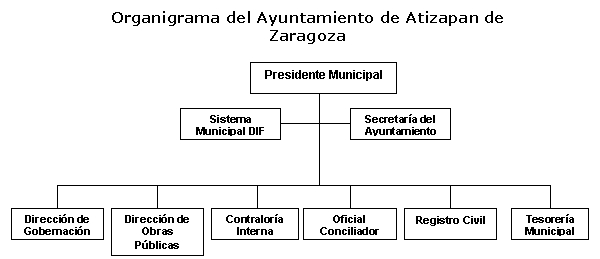 Organigrama del Ayuntamiento de Atizapan de
Zaragoza
Presidente Municipal
Sistema
Municipal DIF
Secretaría del
Ayuntamiento
Dirección de
Gobernación
Dirección de
Obras
Públicas
Contraloría
Interna
Oficial
Conciliador
Registro Civil
Tesorería
Municipal